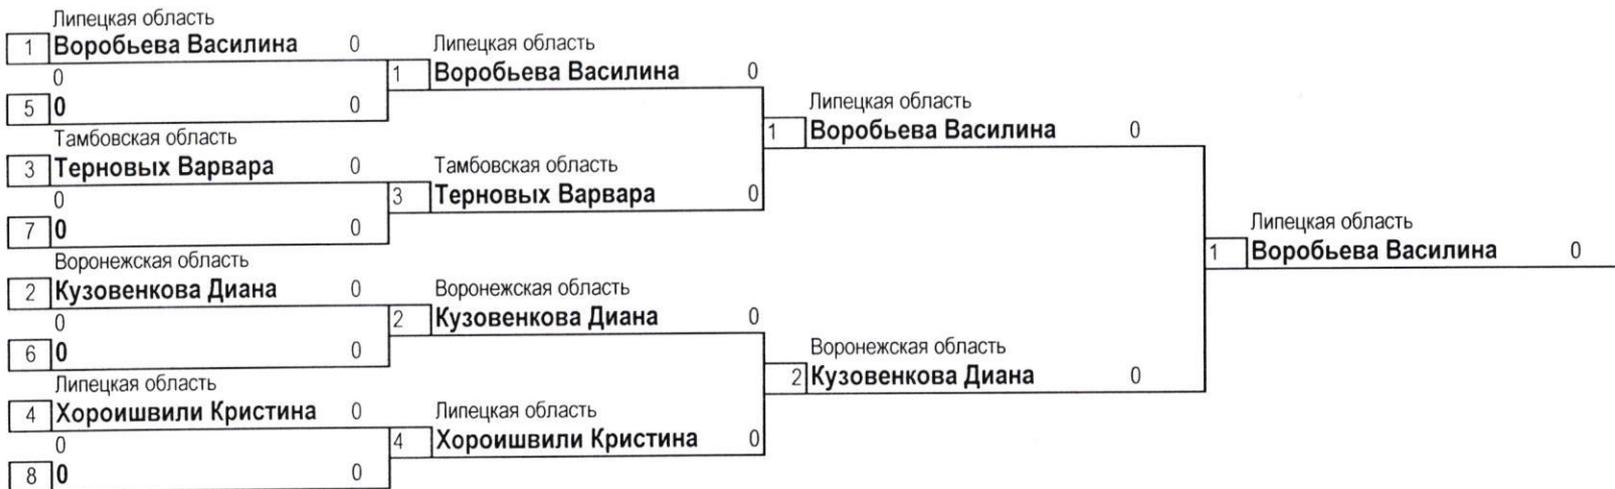 Липецкая область
1 Воробьева Василина 0
0
5 0 0
Тамбовская область
3 Терновых Варвара 0
0
7 0 0
Воронежская область
2 Кузовенкова Диана 0
0
6 0 0
Липецкая область
4 Хороишвили Кристина 0
0
8 0 0
Липецкая область
1 Воробьева Василина 0
Тамбовская область
3 Терновых Варвара 0
Воронежская область
2 Кузовенкова Диана 0
Липецкая область
4 Хороишвили Кристина 0
Липецкая область
1 Воробьева Василина 0
Воронежская область
2 Кузовенкова Диана 0
Липецкая область
1 Воробьева Василина 0